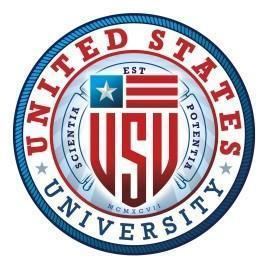 UNITED STATES
EST
SCIENTIA
POTENTIA
USU
MCMXCVII
UNIVERSITY